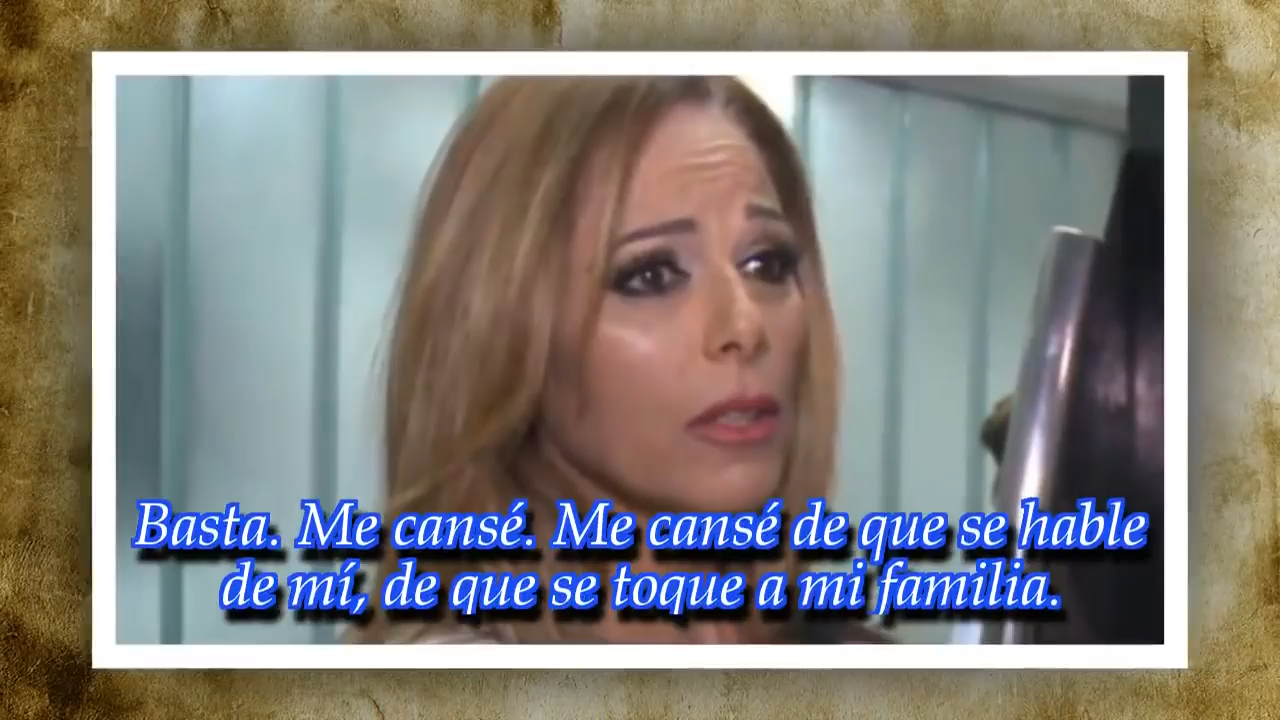 Basta. Me cansé. Me cansé de que se hable
de mí, de que se toque a mi familia.